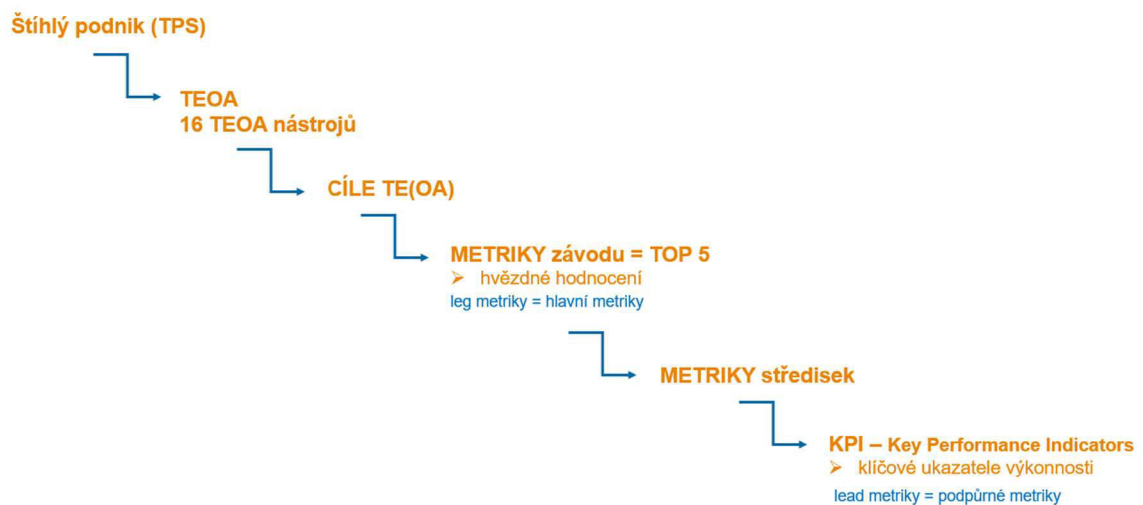 Štíhlý podnik (TPS)
TEOA
16 TEOA nástrojů
CÍLE TE(OA)
METRIKY závodu = TOP 5
➢ hvězdné hodnocení
leg metriky = hlavní metriky
METRIKY středisek
KPI – Key Performance Indicators
➢ klíčové ukazatele výkonnosti
lead metriky = podpůrné metriky